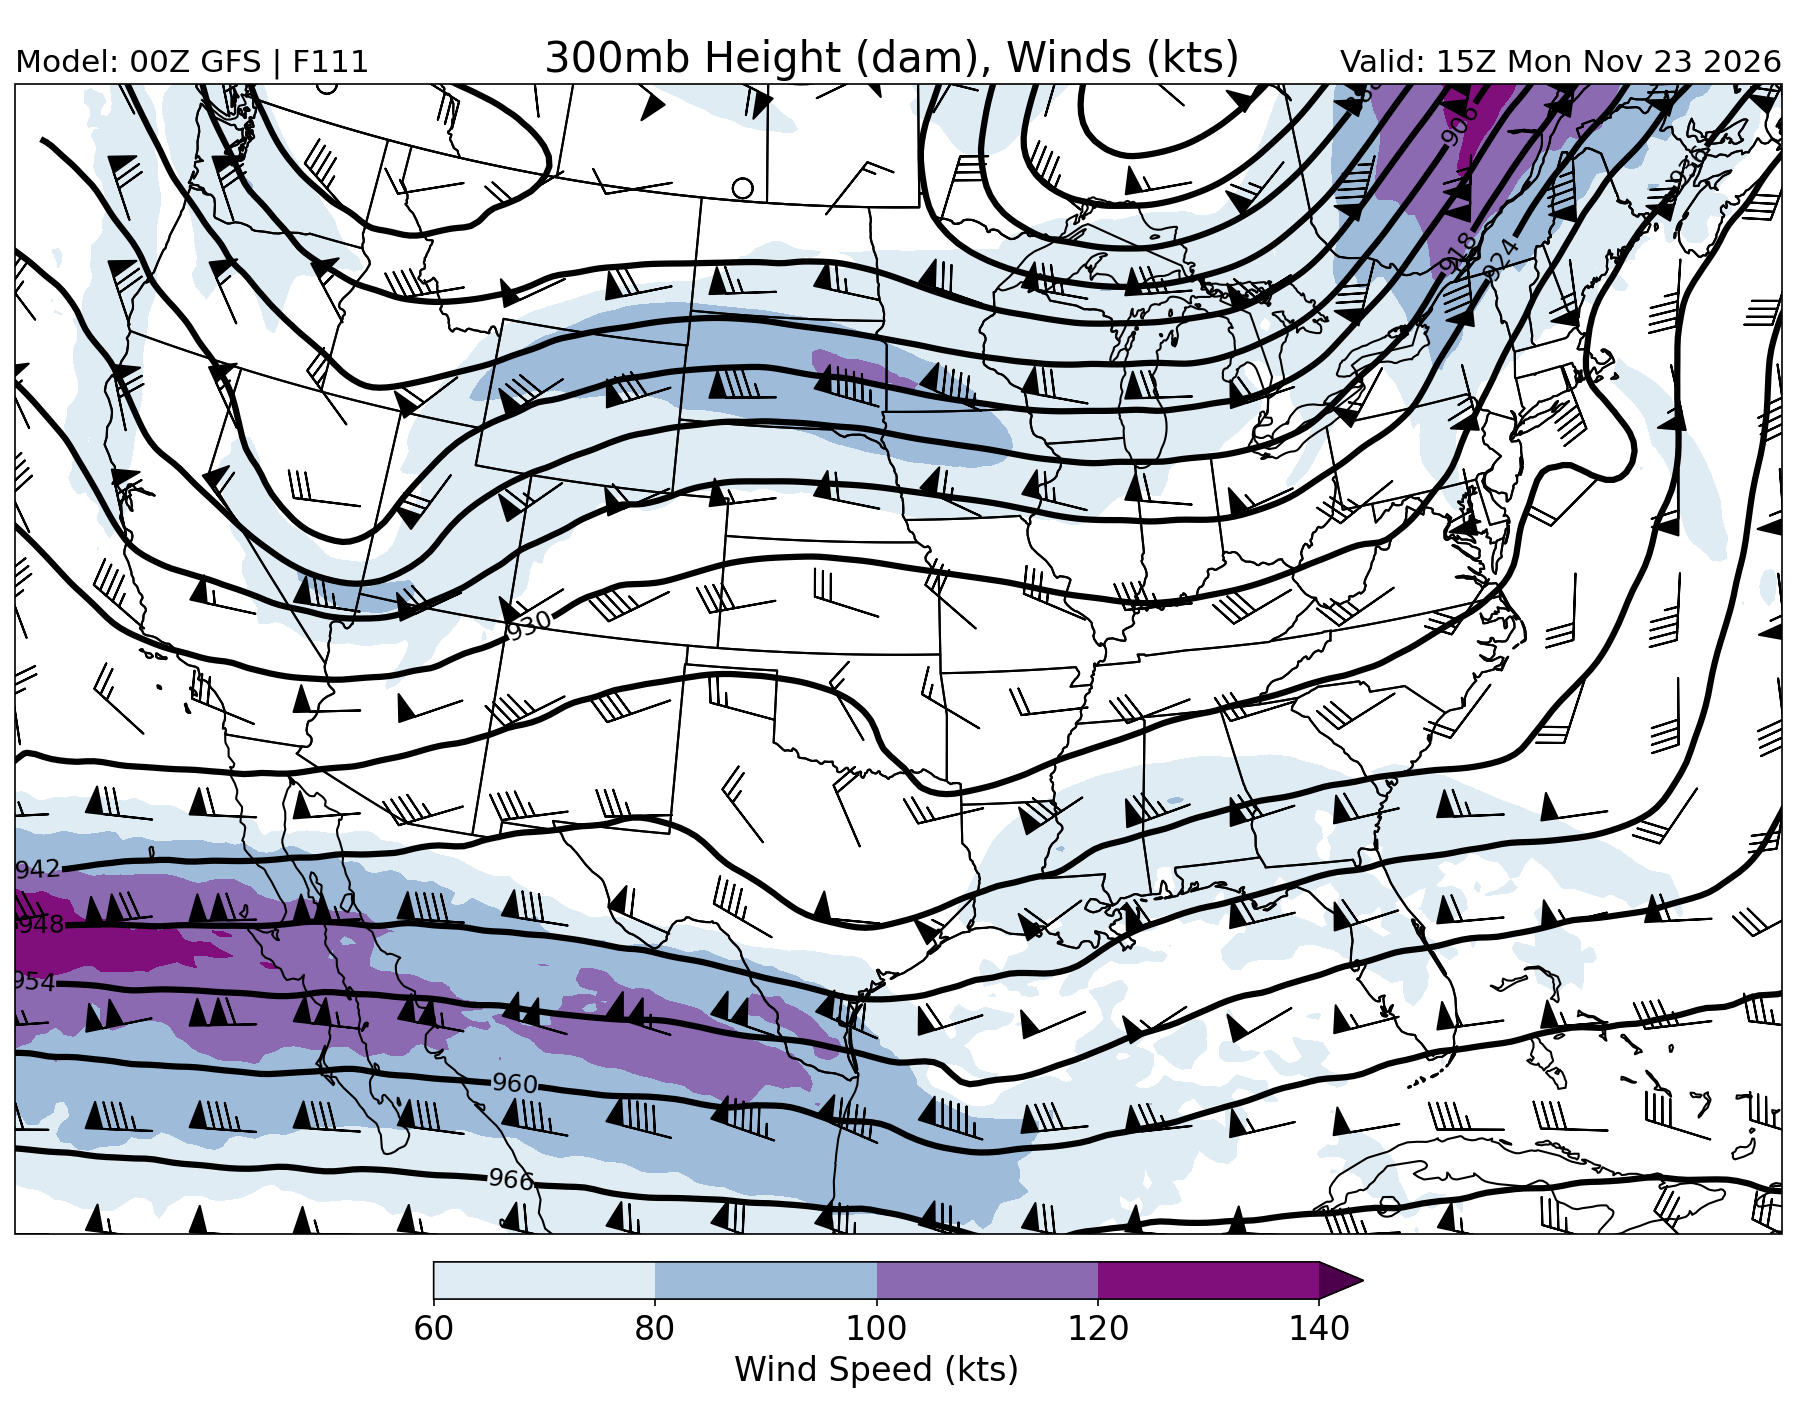 Model: 00Z GFS | F111
300mb Height (dam), Winds (kts)
Valid: 15Z Mon Nov 23 2026
906
936
918
924
930
942
948
954
960
966
60 80 100 120 140
Wind Speed (kts)